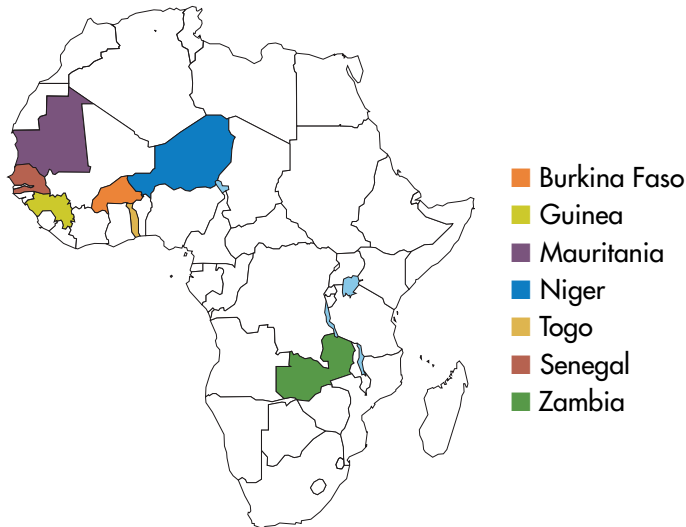 Burkina Faso
Guinea
Mauritania
Niger
Togo
Senegal
Zambia